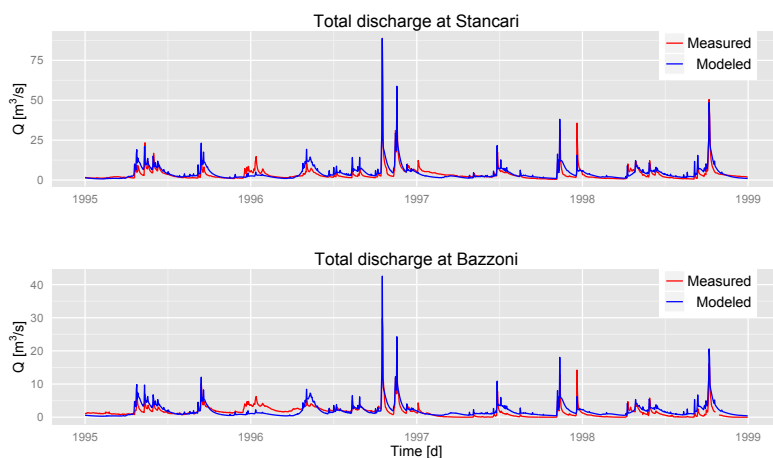 Total discharge at Stancari
Q [m³/s]
75
50
25
0
Measured
Modeled
1995
1996
1997
1998
1999
Total discharge at Bazzoni
Q [m³/s]
40
30
20
10
0
Measured
Modeled
1995
1996
1997
1998
1999
Time [d]